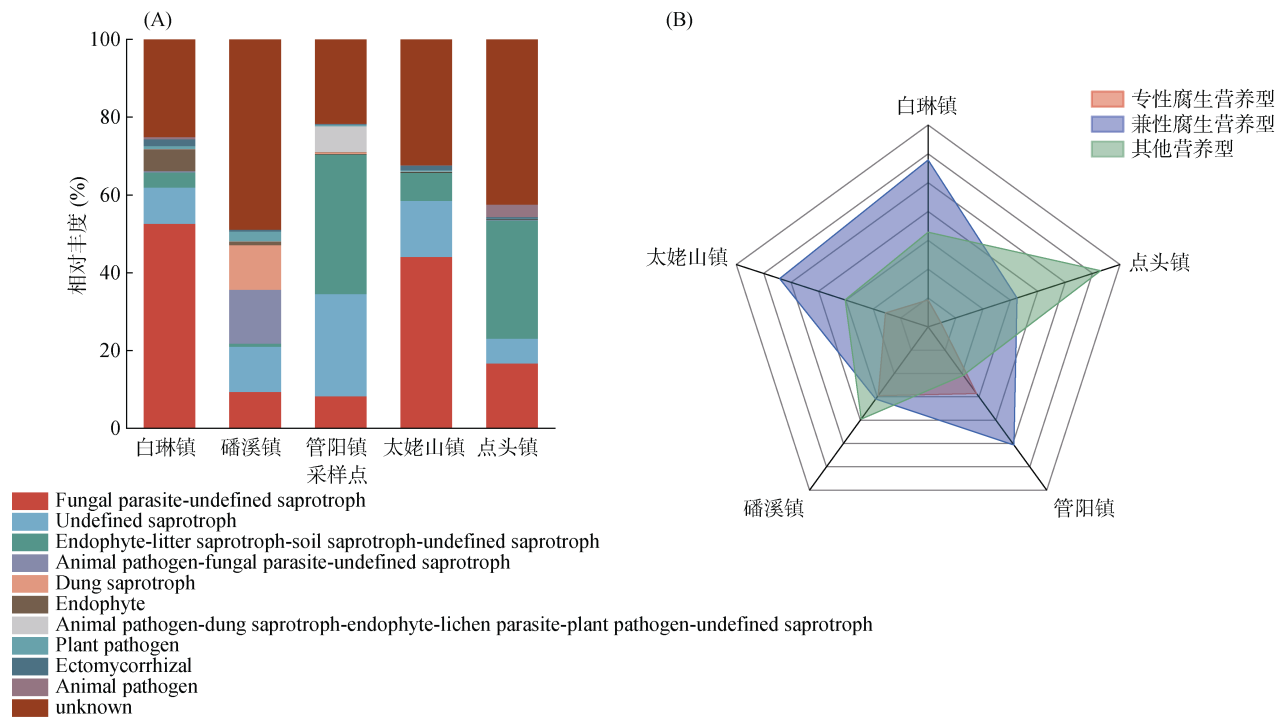 (A)
100
80
60
40
20
0
相对丰度 (%)
白琳镇 磻溪镇 管阳镇 太姥山镇 点头镇
采样点
Fungal parasite-undefined saprotroph
Undefined saprotroph
Endophyte-litter saprotroph-soil saprotroph-undefined saprotroph
Animal pathogen-fungal parasite-undefined saprotroph
Dung saprotroph
Endophyte
Animal pathogen-dung saprotroph-endophyte-lichen parasite-plant pathogen-undefined saprotroph
Plant pathogen
Ectomycorrhizal
Animal pathogen
unknown
(B)
专性腐生营养型
兼性腐生营养型
其他营养型
白琳镇
太姥山镇
点头镇
磻溪镇
管阳镇